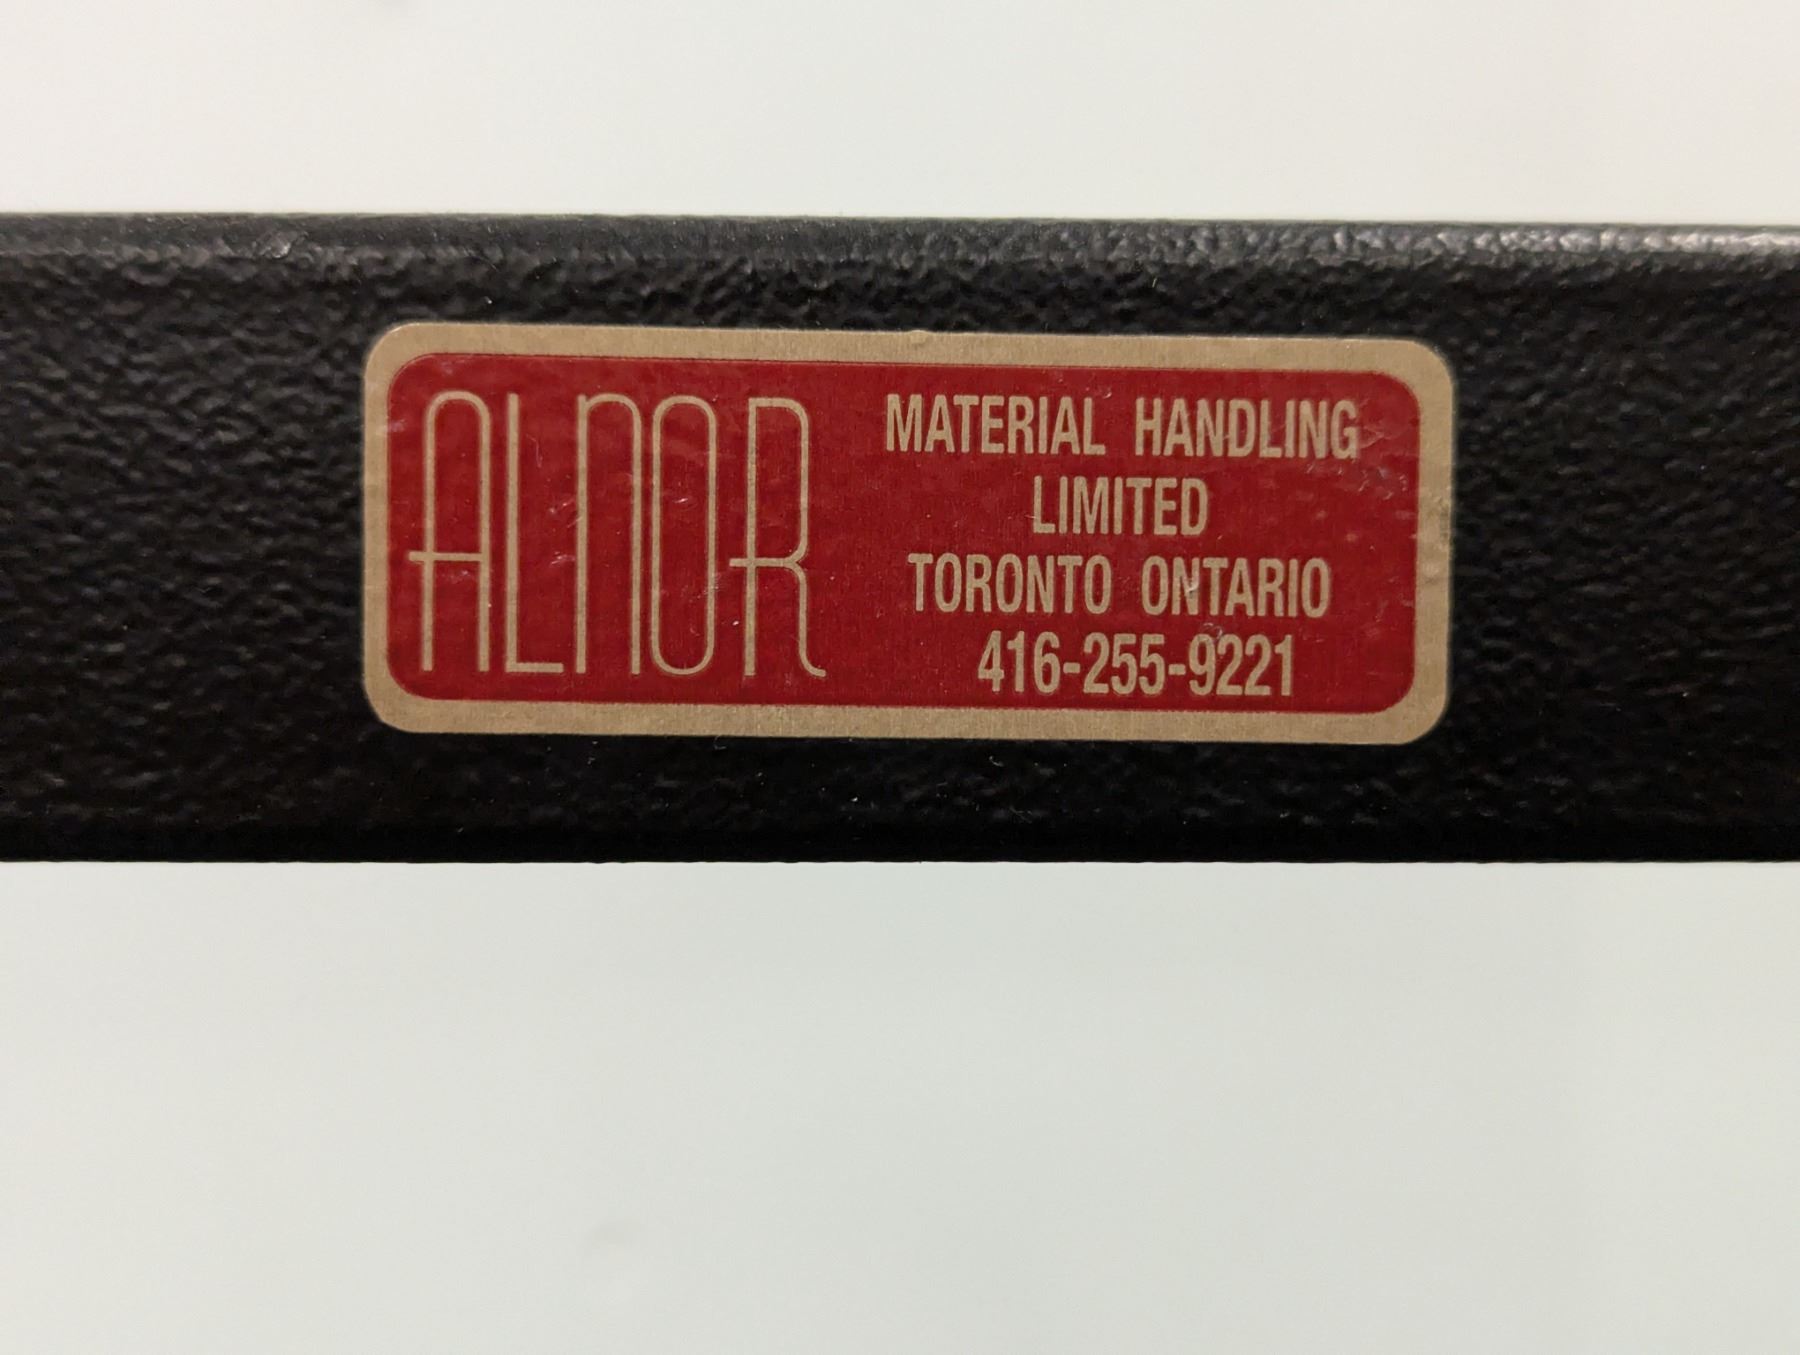 ALNOR
MATERIAL HANDLING
LIMITED
TORONTO ONTARIO
416-255-9221